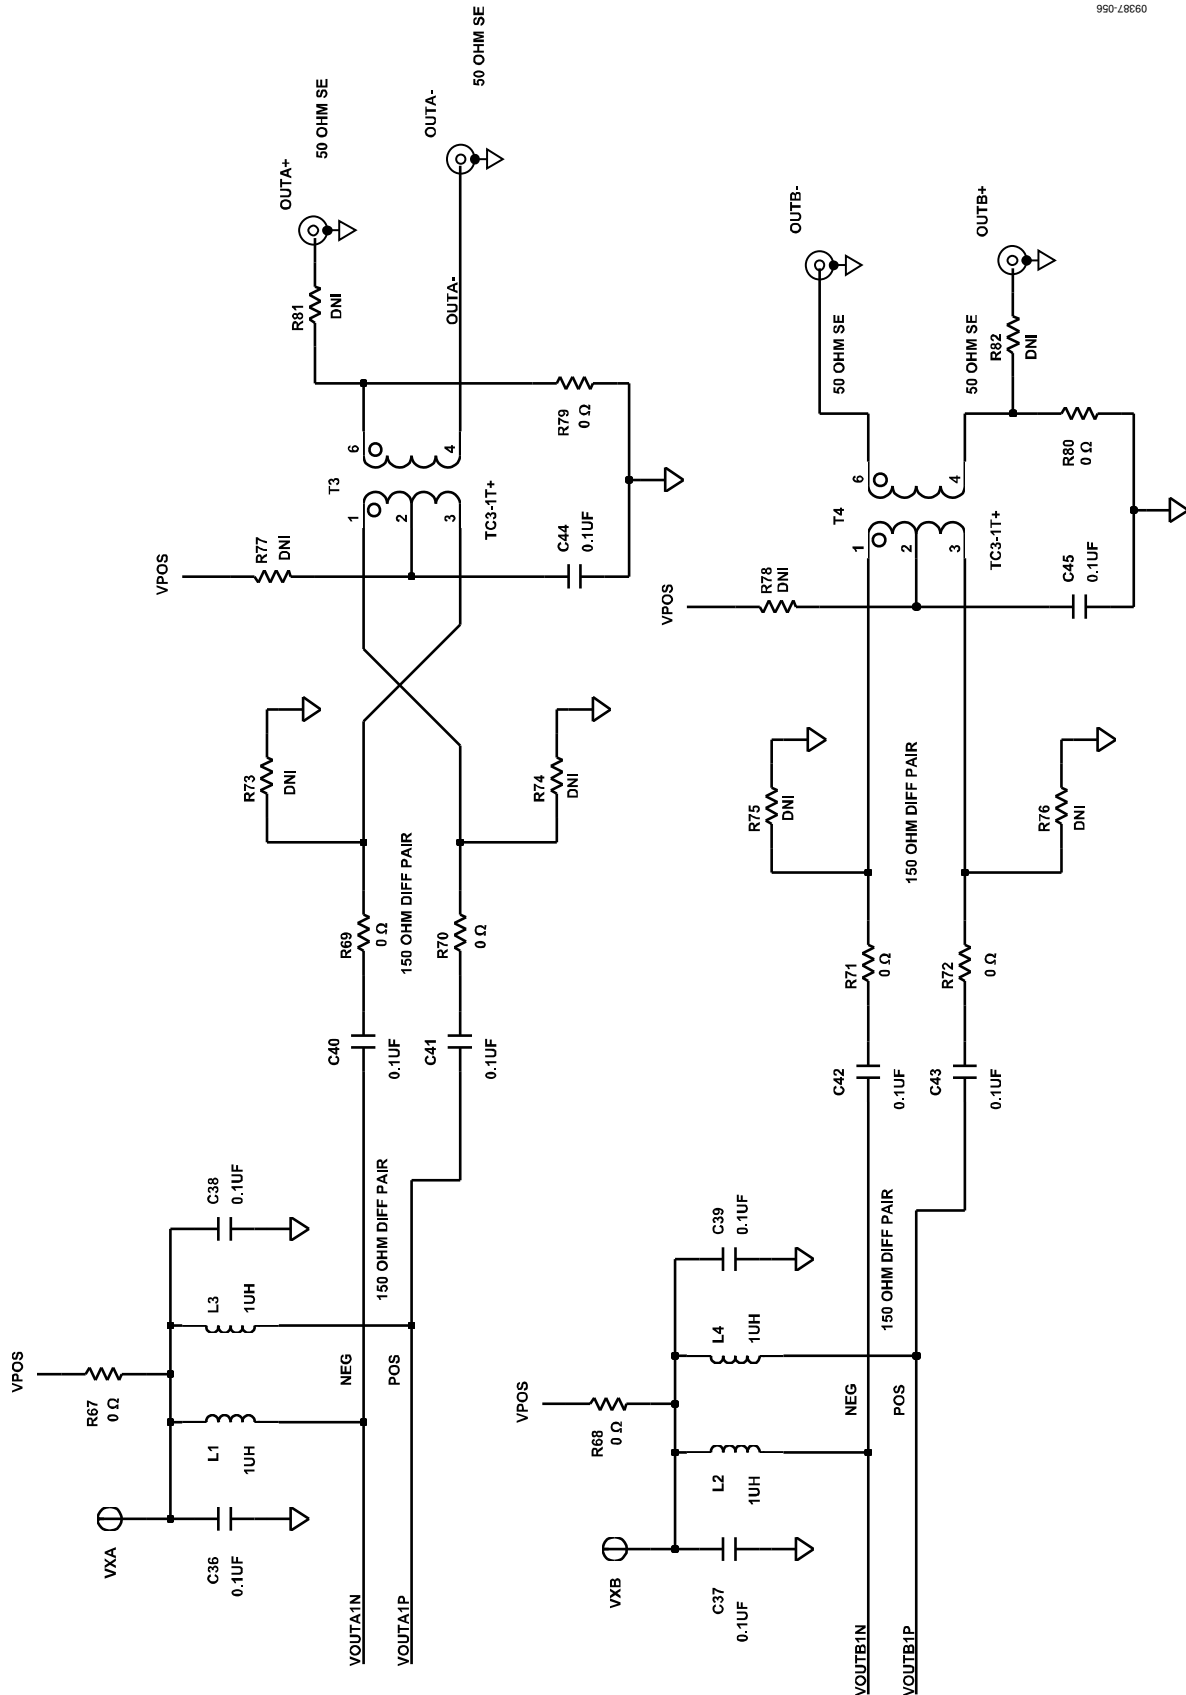 09387-056
50 OHM SE
OUTA-
50 OHM SE
OUTA+
R81
DNI
OUTA-
R79
0 Ω
6
4
T3
TC3-1T+
1
2
3
VPOS
R77
DNI
C44
0.1UF
R73
DNI
R74
DNI
150 OHM DIFF PAIR
R69
0 Ω
R70
0 Ω
C40
0.1UF
C41
0.1UF
150 OHM DIFF PAIR
C38
0.1UF
L3
1UH
VPOS
R67
0 Ω
NEG
POS
L1
1UH
VXA
C36
0.1UF
VOUTA1N
VOUTA1P
OUTB-
50 OHM SE
OUTB+
50 OHM SE
R82
DNI
R80
0 Ω
6
4
T4
TC3-1T+
1
2
3
VPOS
R78
DNI
C45
0.1UF
R75
DNI
R76
DNI
150 OHM DIFF PAIR
R71
0 Ω
R72
0 Ω
C42
0.1UF
C43
0.1UF
150 OHM DIFF PAIR
C39
0.1UF
L4
1UH
VPOS
R68
0 Ω
NEG
POS
L2
1UH
VXB
C37
0.1UF
VOUTB1N
VOUTB1P